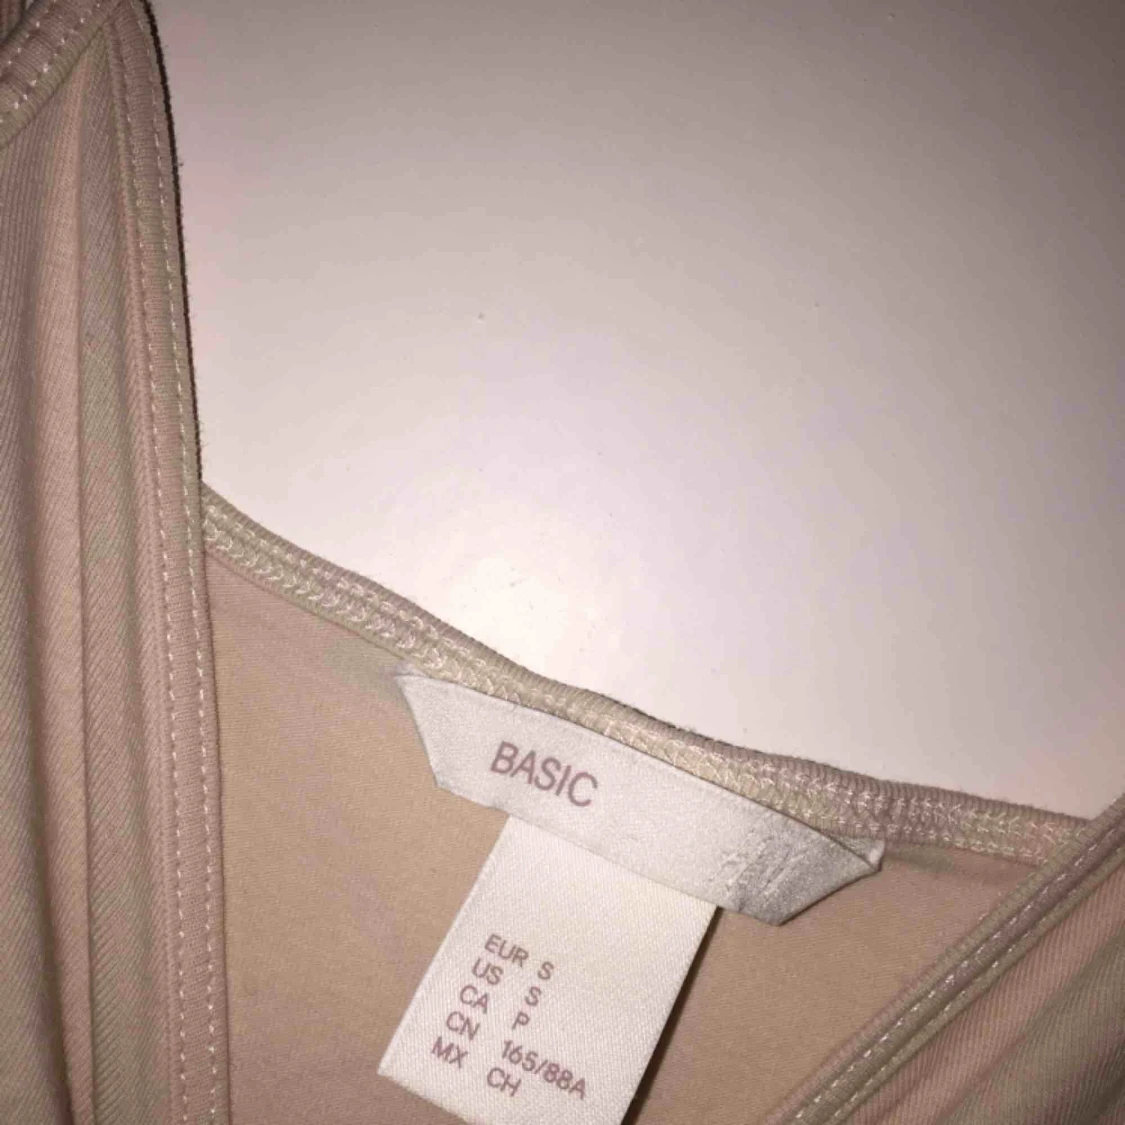 BASIC
EUR S
US S
CA P
CN 165/88A
MX CH